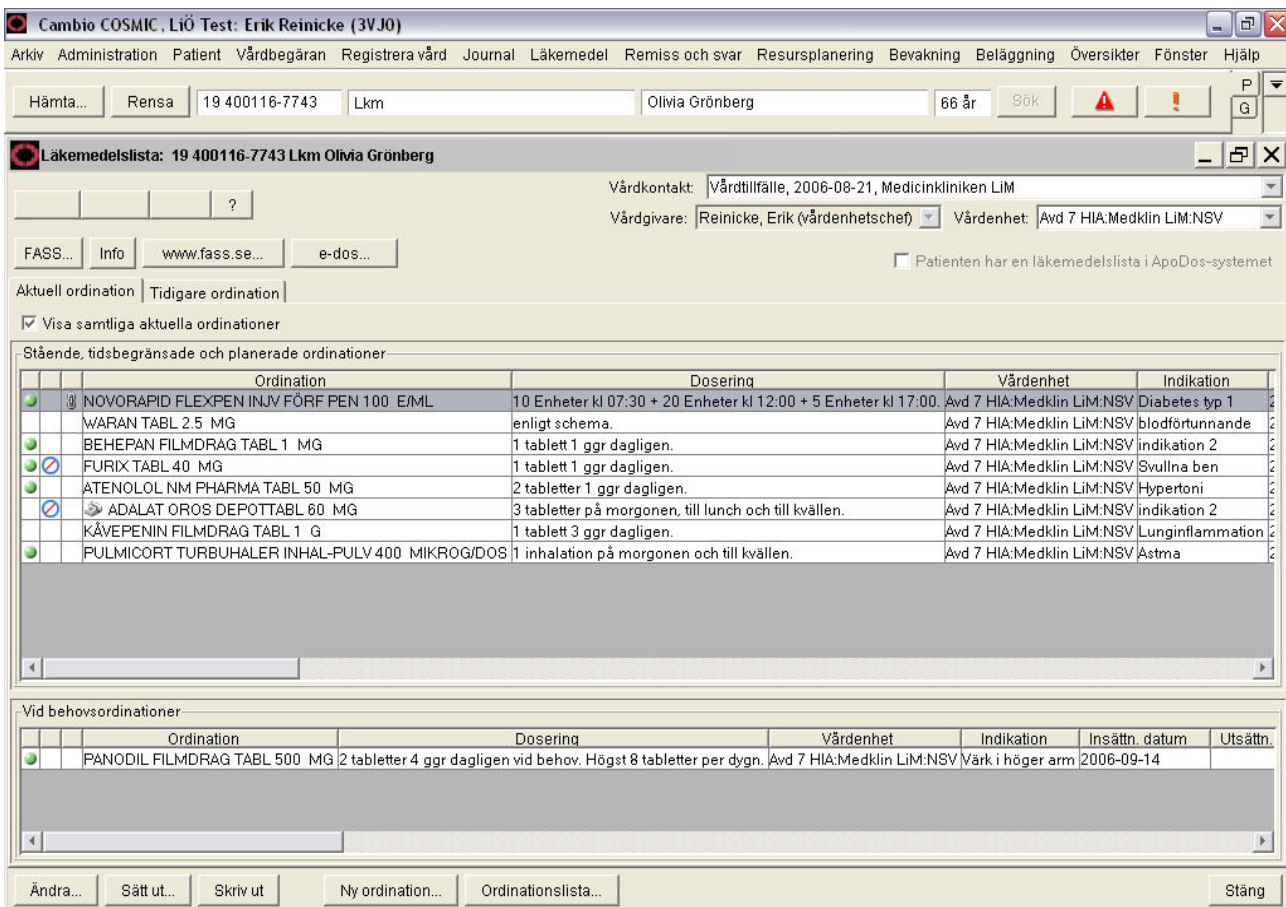 Cambio COSMIC, LiÖ Test: Erik Reinicke (3VJ0)
Arkiv Administration Patient Vårdbegäran Registrera vård Journal Läkemedel Remiss och svar Resursplanering Bevakning Beläggning Översikter Fönster Hjälp
Hämta... Rensa 19 400116-7743 Lkm Olivia Grönberg 66 år Sök P
G
Läkemedelslista: 19 400116-7743 Lkm Olivia Grönberg
Vårdkontakt: Vårdtillfälle, 2006-08-21, Medicinkliniken LiM
?
Vårdgivare: Reinicke, Erik (vårdenhetschef) Vårdenhet: Avd 7 HIA:Medklin LiM:NSV
FASS... Info www.fass.se... e-dos...
Patienten har en läkemedelslista i ApoDos-systemet
Aktuell ordination Tidigare ordination
Visa samtliga aktuella ordinationer
Stående, tidsbegränsade och planerade ordinationer
Ordination Dosering Vårdenhet Indikation
NOVORAPID FLEXPEN INJV FÖRF PEN 100 E/ML 10 Enheter kl 07:30 + 20 Enheter kl 12:00 + 5 Enheter kl 17:00. Avd 7 HIA:Medklin LiM:NSV Diabetes typ 1 2
WARAN TABL 2.5 MG enligt schema. Avd 7 HIA:Medklin LiM:NSV blodförtunnande 2
BEHEPAN FILMDRAG TABL 1 MG 1 tablett 1 ggr dagligen. Avd 7 HIA:Medklin LiM:NSV indikation 2 2
FURIX TABL 40 MG 1 tablett 1 ggr dagligen. Avd 7 HIA:Medklin LiM:NSV Svullna ben 2
ATENOLOL NM PHARMA TABL 50 MG 2 tabletter 1 ggr dagligen. Avd 7 HIA:Medklin LiM:NSV Hypertoni 2
ADALAT OROS DEPOTTABL 60 MG 3 tabletter på morgonen, till lunch och till kvällen. Avd 7 HIA:Medklin LiM:NSV indikation 2 2
KÅVEPENIN FILMDRAG TABL 1 G 1 tablett 3 ggr dagligen. Avd 7 HIA:Medklin LiM:NSV Lunginflammation 2
PULMICORT TURBUHALER INHAL-PULV 400 MIKROG/DOS 1 inhalation på morgonen och till kvällen. Avd 7 HIA:Medklin LiM:NSV Astma 2
Vid behovsordinationer
Ordination Dosering Vårdenhet Indikation Insättn. datum Utsättn.
PANODIL FILMDRAG TABL 500 MG 2 tabletter 4 ggr dagligen vid behov. Högst 8 tabletter per dygn. Avd 7 HIA:Medklin LiM:NSV Värk i höger arm 2006-09-14
Ändra... Sätt ut... Skriv ut Ny ordination... Ordinationslista... Stäng